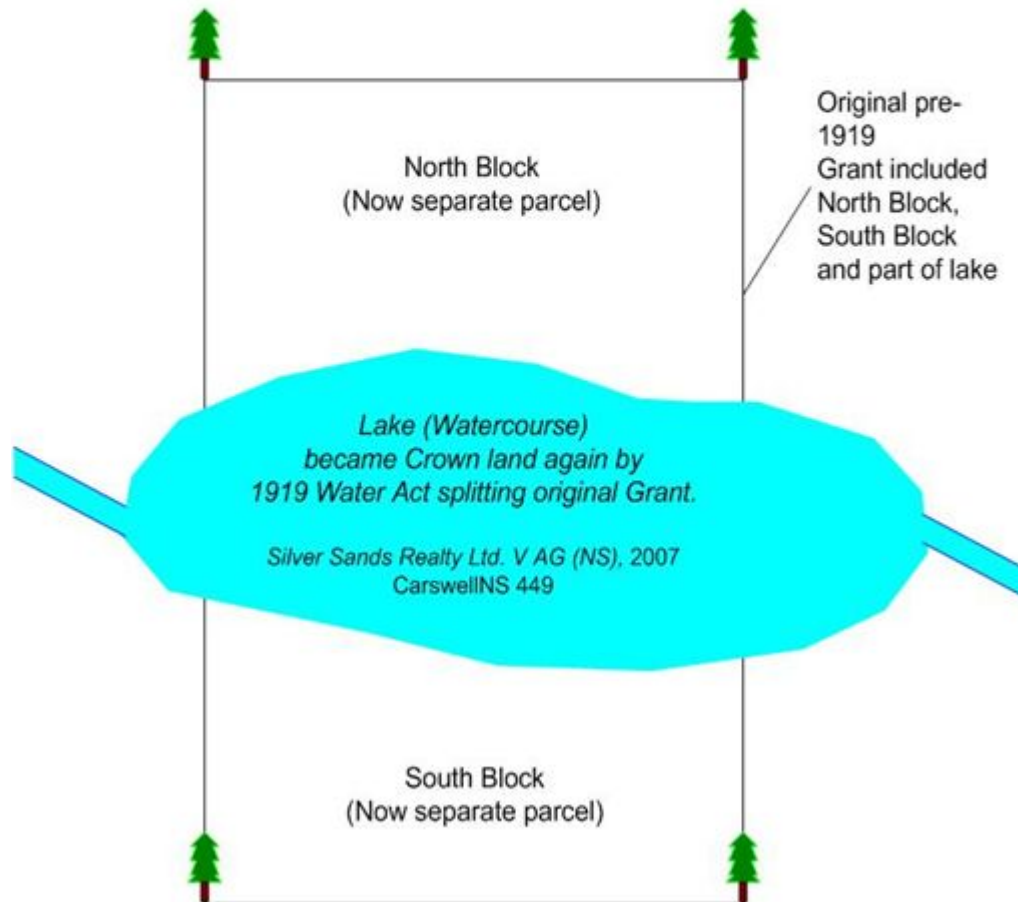 Original pre-
1919
Grant included
North Block,
South Block
and part of lake
North Block
(Now separate parcel)
Lake (Watercourse)
became Crown land again by
1919 Water Act splitting original Grant.
Silver Sands Realty Ltd. V AG (NS), 2007
CarswellNS 449
South Block
(Now separate parcel)